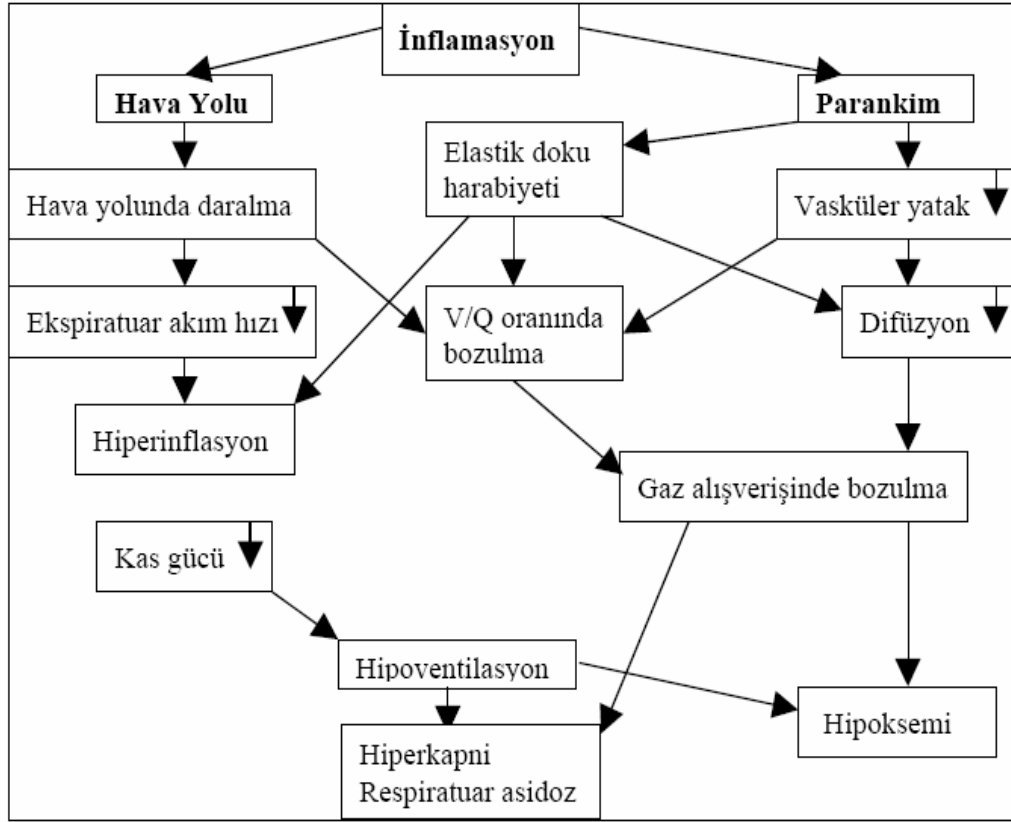 İnflamasyon
Hava Yolu
Parankim
Elastik doku
harabiyeti
Hava yolunda daralma
Vasküler yatak
Ekspiratuar akım hızı
V/Q oranında
bozulma
Difüzyon
Hiperinflasyon
Gaz alışverişinde bozulma
Kas gücü
Hipoventilasyon
Hipoksemi
Hiperkapni
Respiratuar asidoz